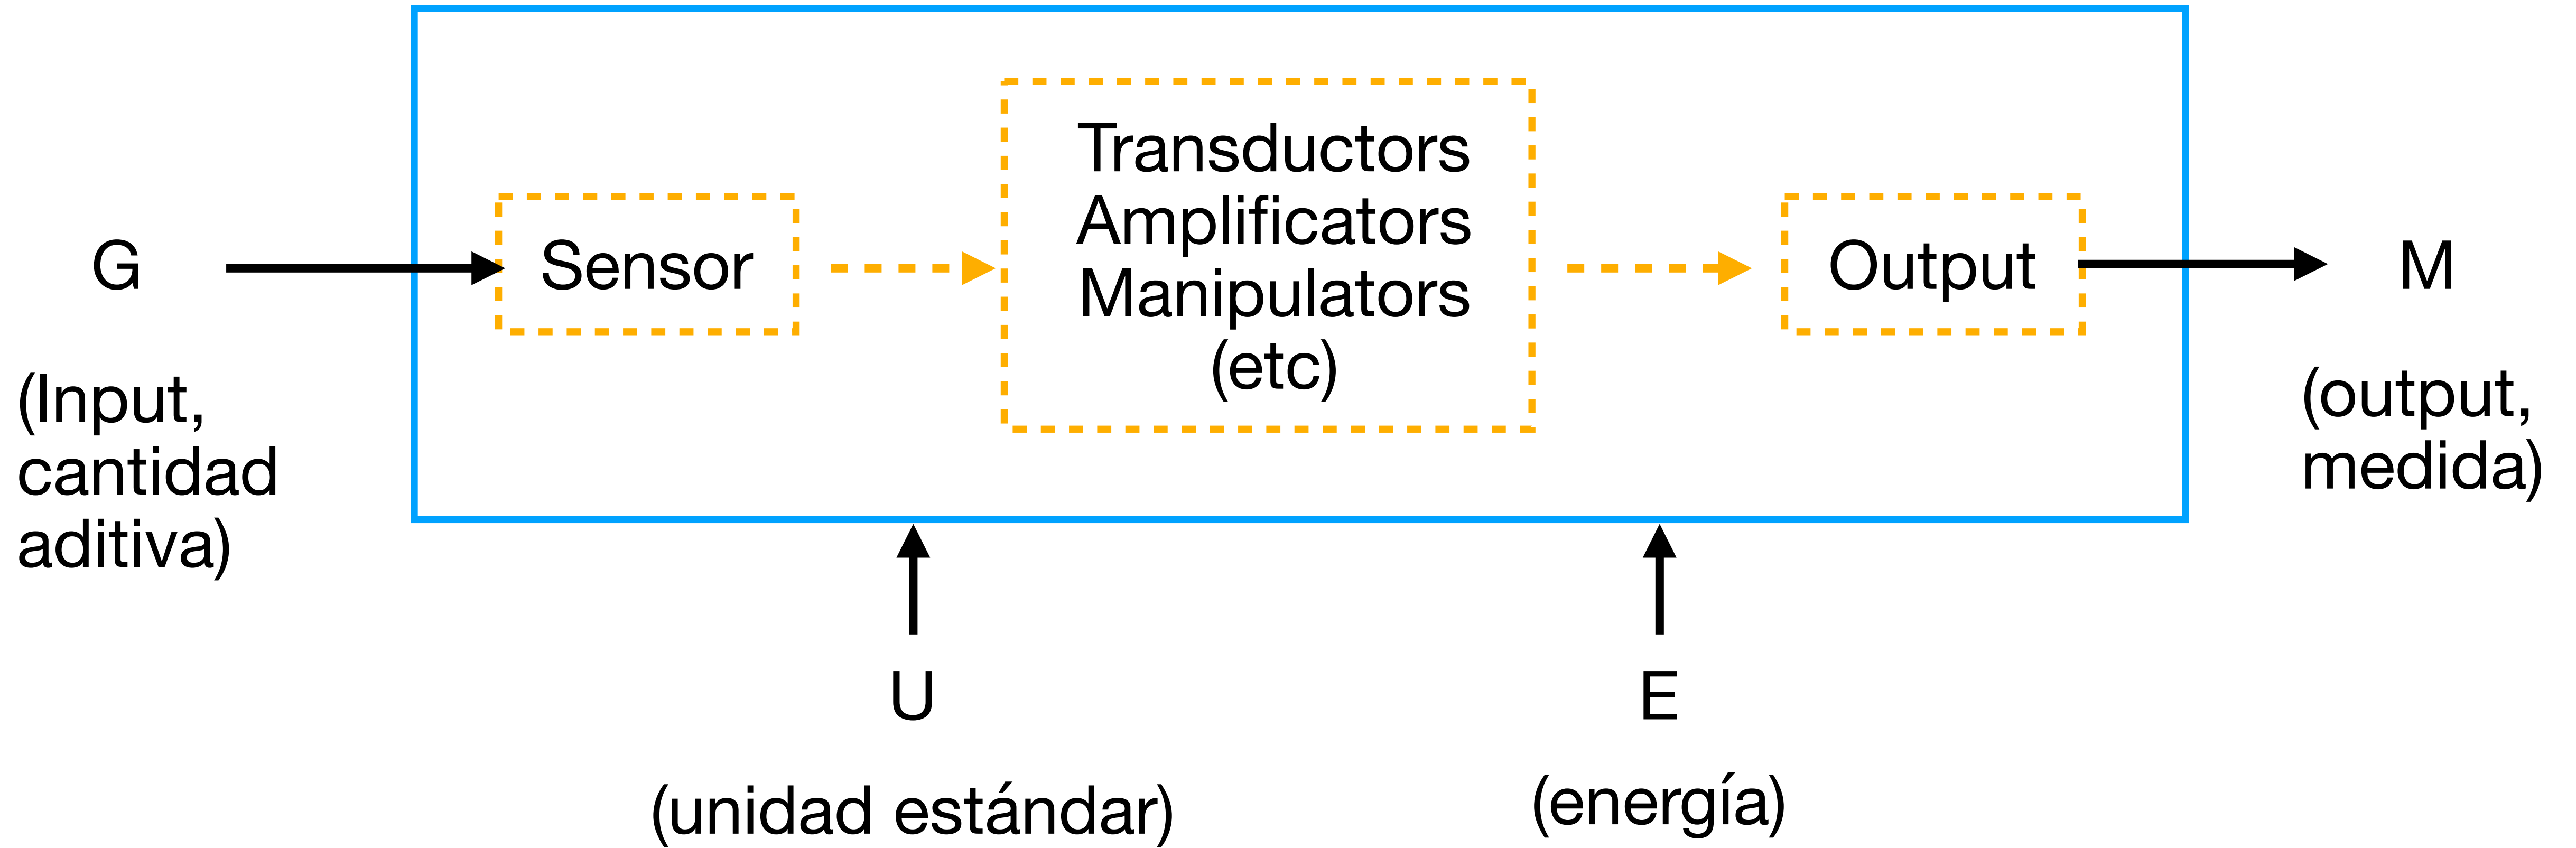 G
(Input,
cantidad
aditiva)
Sensor
Transductors
Amplificators
Manipulators
(etc)
Output
M
(output,
medida)
U
(unidad estándar)
E
(energía)